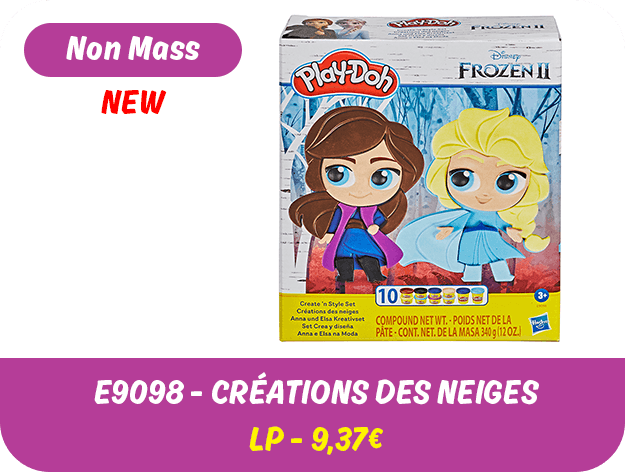 Non Mass
NEW
Play-Doh
Disney
FROZEN II
10
3+
Create 'n Style Set
Créations des neiges
Anna und Elsa Kreativset
Set Crea y diseña
Anna e Elsa na Moda
COMPOUND NET WT. - POIDS NET DE LA
PÂTE - CONT. NET. DE LA MASA 340 g (12 OZ.)
Hasbro
E9098 - CRÉATIONS DES NEIGES
LP - 9,37€